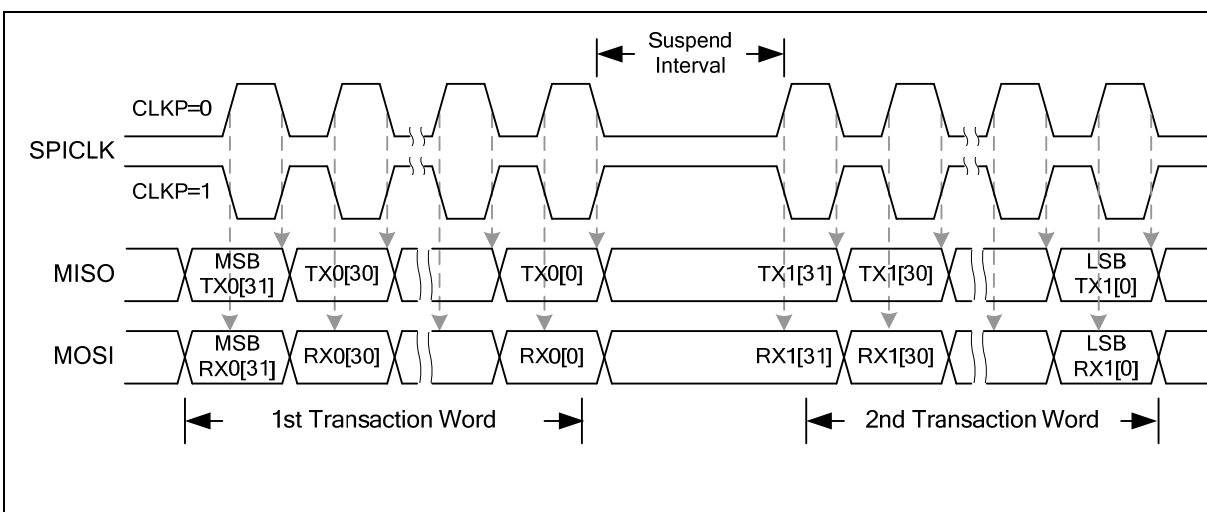 Suspend
Interval
CLKP=0
SPICLK
CLKP=1
MISO
MSB
TX0[31]
TX0[30]
TX0[0]
TX1[31]
TX1[30]
LSB
TX1[0]
MOSI
MSB
RX0[31]
RX0[30]
RX0[0]
RX1[31]
RX1[30]
LSB
RX1[0]
1st Transaction Word
2nd Transaction Word